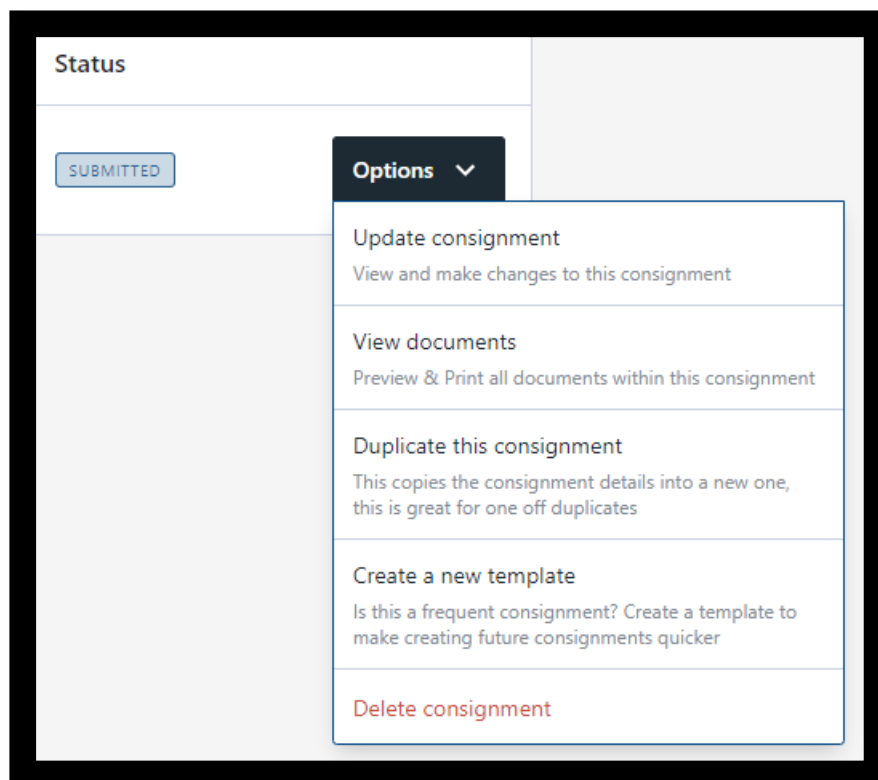 Status
SUBMITTED
Options
Update consignment
View and make changes to this consignment
View documents
Preview & Print all documents within this consignment
Duplicate this consignment
This copies the consignment details into a new one,
this is great for one off duplicates
Create a new template
Is this a frequent consignment? Create a template to
make creating future consignments quicker
Delete consignment